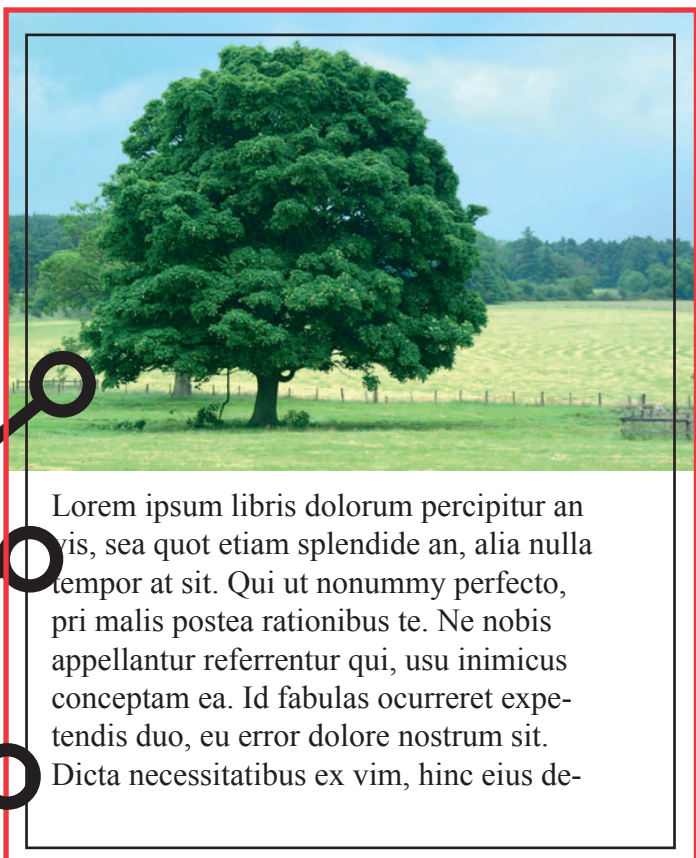 Lorem ipsum libris dolorum percipitur an
vis, sea quot etiam splendide an, alia nulla
tempor at sit. Qui ut nonummy perfecto,
pri malis postea rationibus te. Ne nobis
appellantur referrentur qui, usu inimicus
conceptam ea. Id fabulas ocurreret expe-
tendis duo, eu error dolore nostrum sit.
Dicta necessitatibus ex vim, hinc eius de-